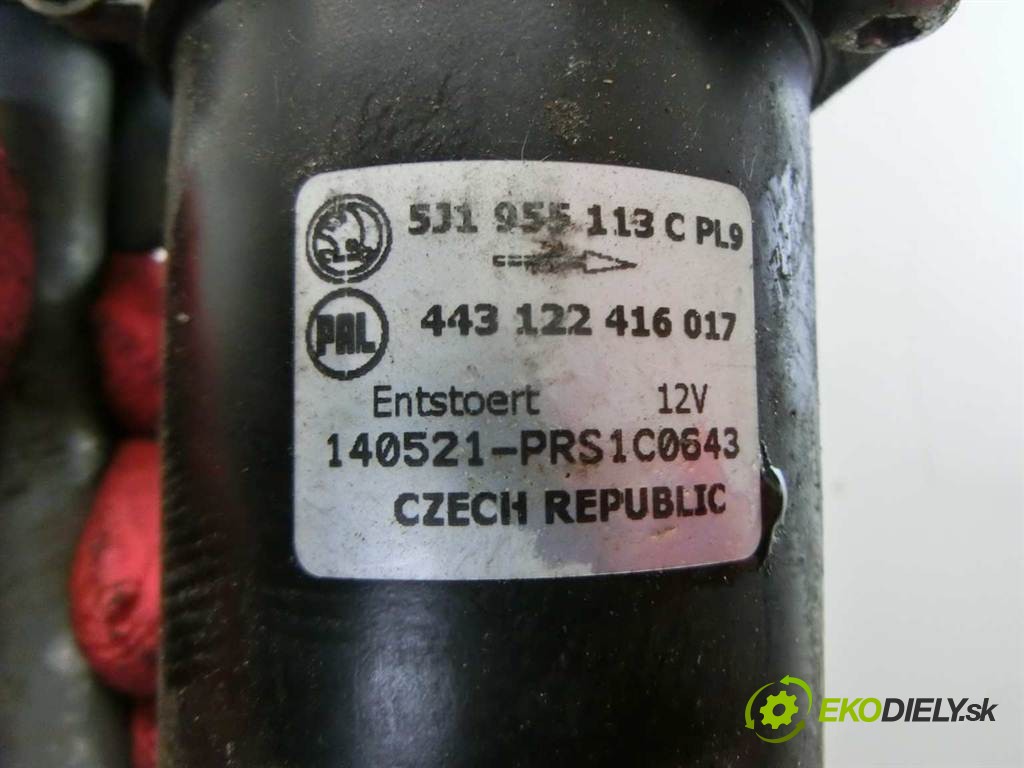 5J1 955 113 C PL9
PAL
443 122 416 017
Entstoert 12V
140521-PRS1C0643
CZECH REPUBLIC
EKODIELY.sk